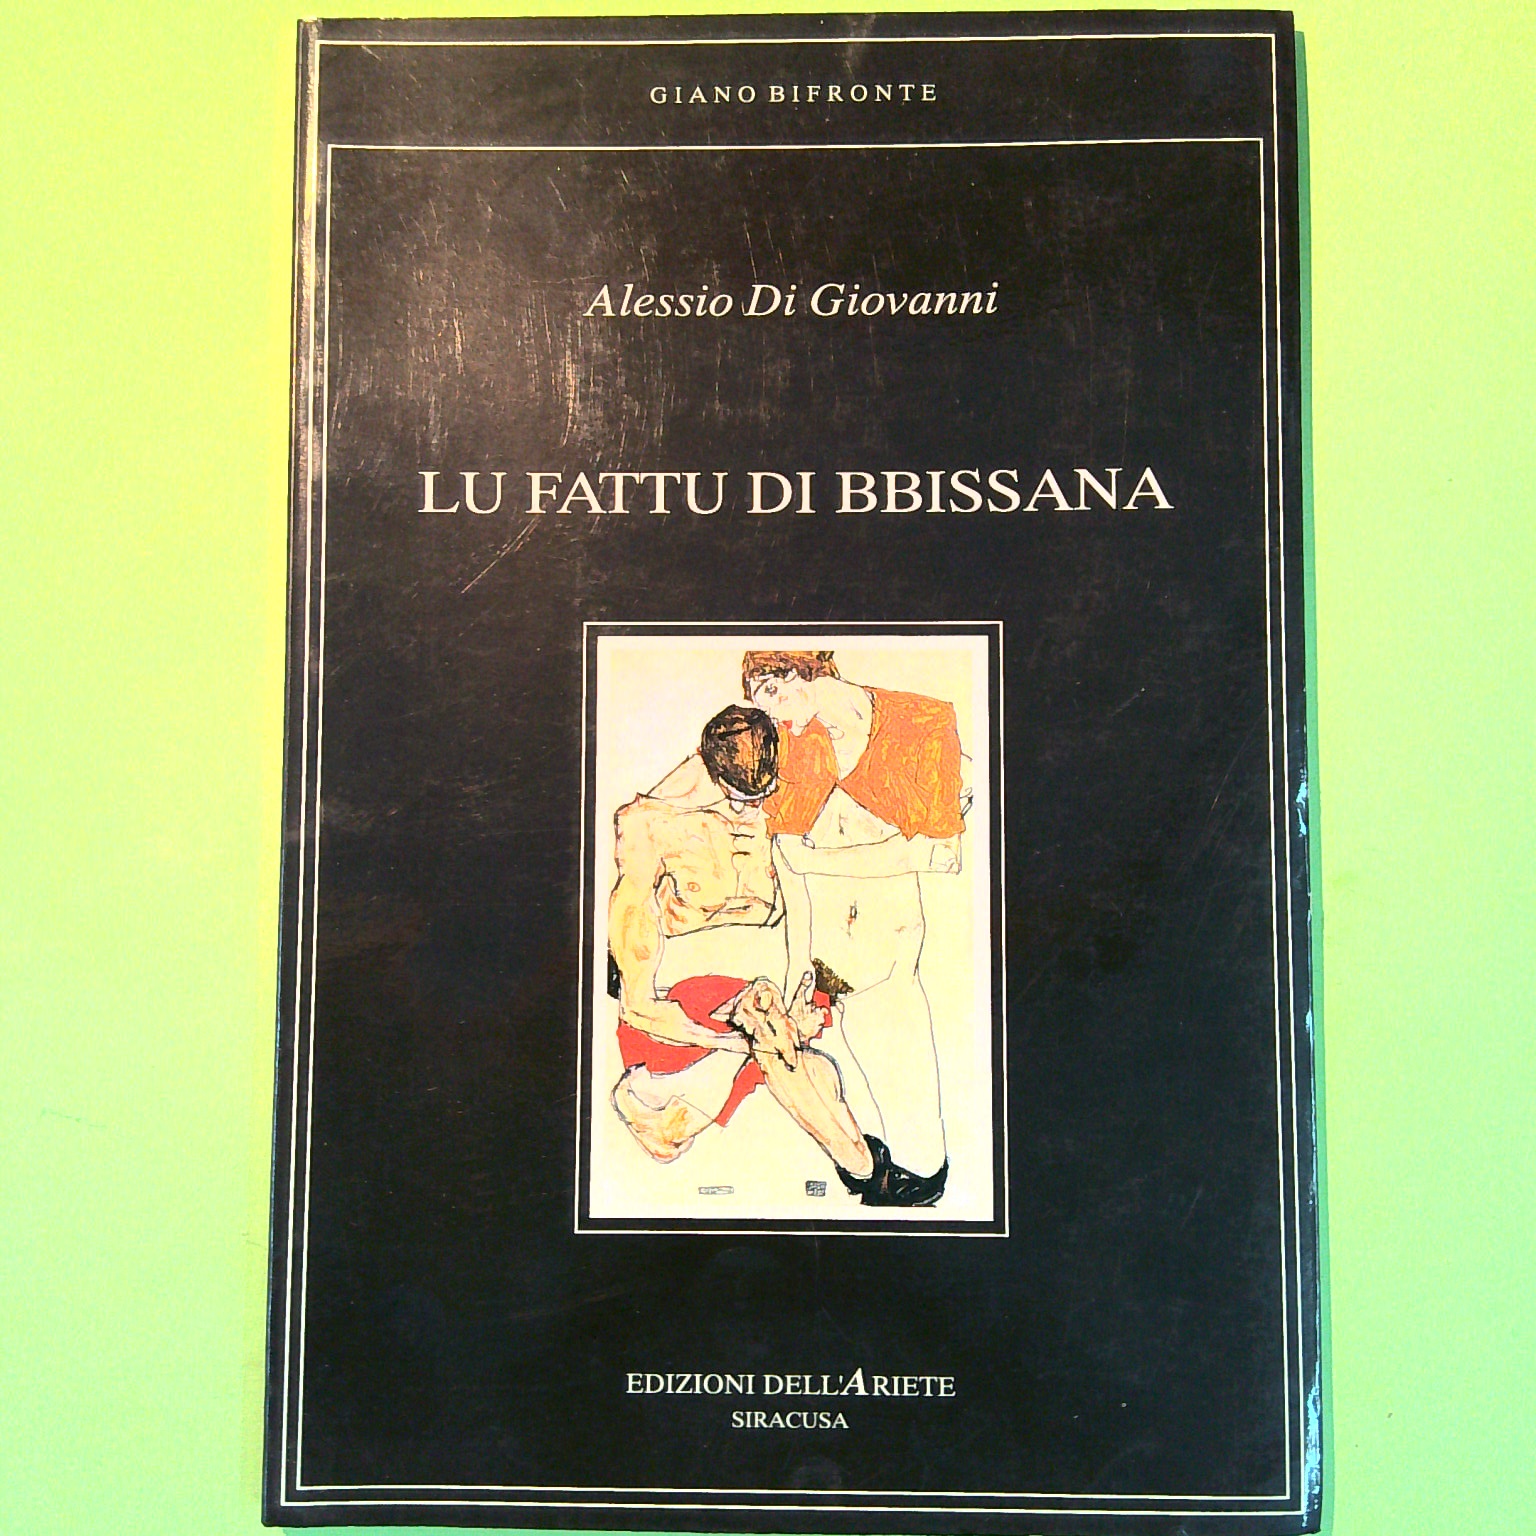 GIANO BIFRONTE
Alessio Di Giovanni
LU FATTU DI BBISSANA
EDIZIONI DELL'ARIETE
SIRACUSA